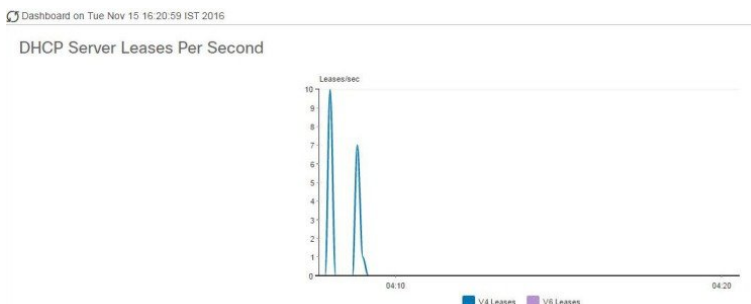 Dashboard on Tue Nov 15 16:20:59 IST 2016
DHCP Server Leases Per Second
Leases/sec
10
9
8
7
6
5
4
3
2
1
0
04:10
04:20
V4 Leases
V6 Leases